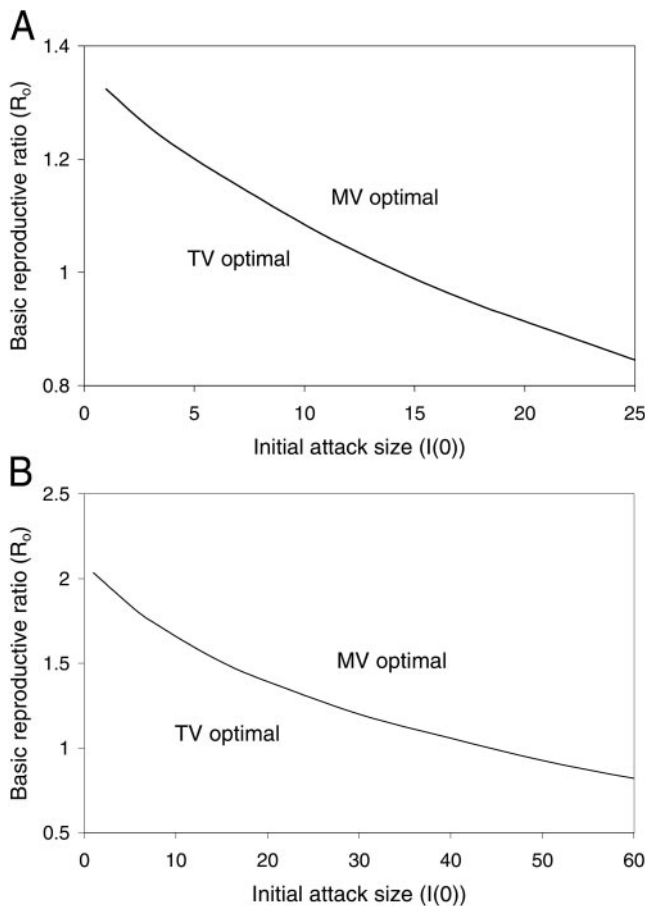 A
1.4
1.2
1
0.8
Basic reproductive ratio (Ro)
MV optimal
TV optimal
0 5 10 15 20 25
Initial attack size (I(0))
B
2.5
2
1.5
1
0.5
Basic reproductive ratio (Ro)
MV optimal
TV optimal
0 10 20 30 40 50 60
Initial attack size (I(0))